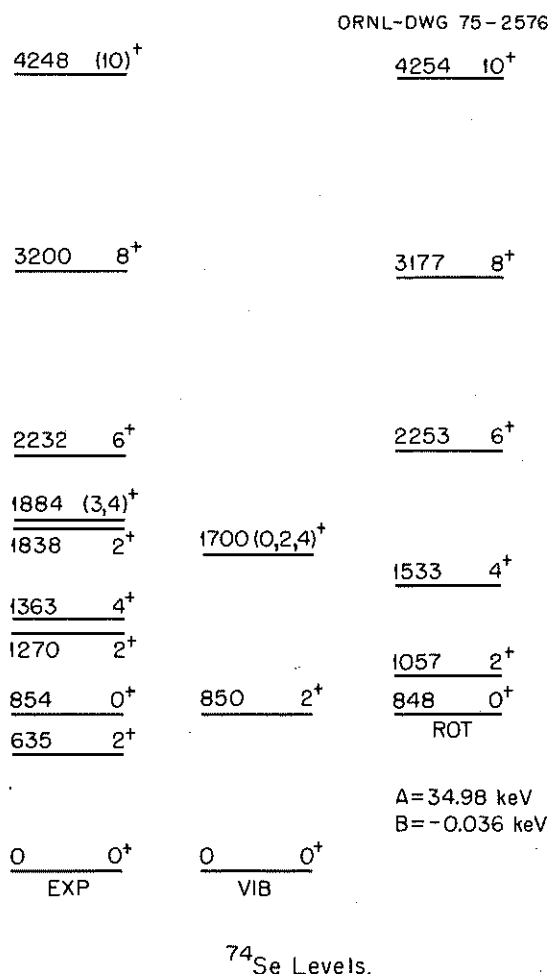 ORNL-DWG 75-2576
4248 (10)⁺
4254 10⁺
3200 8⁺
3177 8⁺
2232 6⁺
2253 6⁺
1884 (3,4)⁺
1838 2⁺
1700 (0,2,4)⁺
1533 4⁺
1363 4⁺
1270 2⁺
1057 2⁺
854 0⁺
850 2⁺
848 0⁺
ROT
635 2⁺
A=34.98 keV
B=-0.036 keV
0 0⁺
EXP
0 0⁺
VIB
⁷⁴Se Levels.